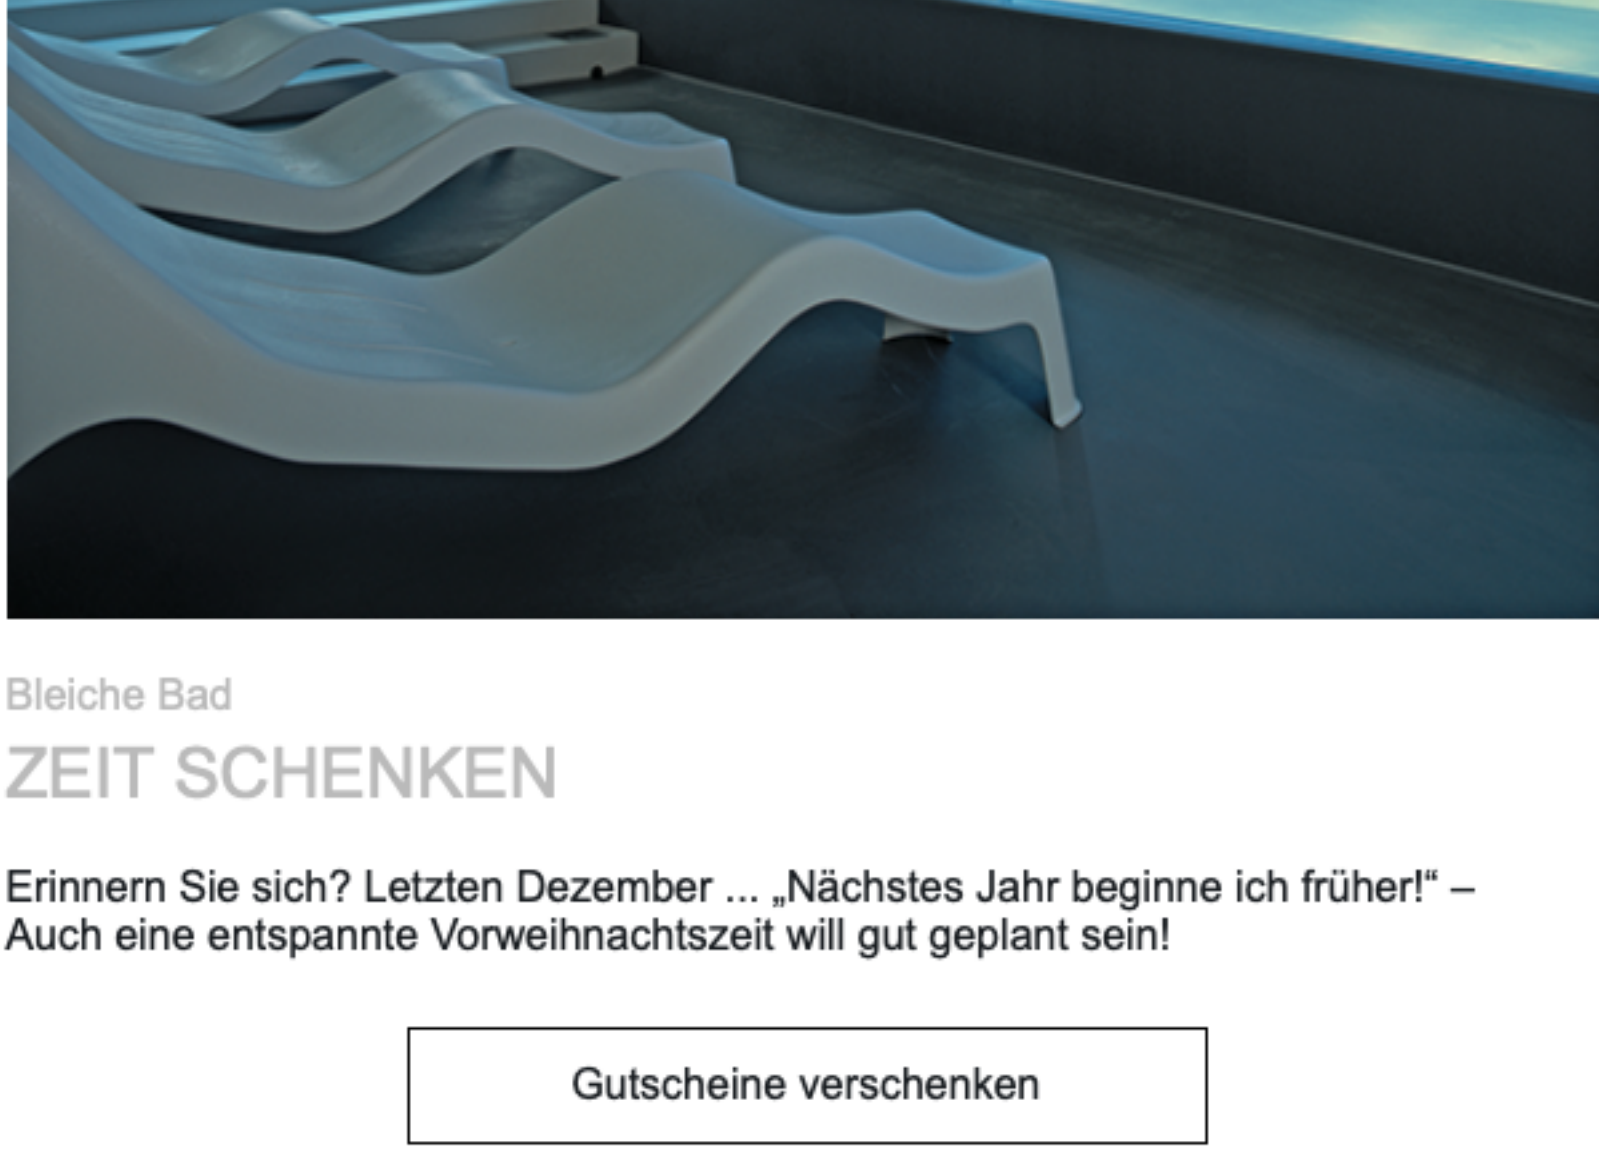 Bleiche Bad
ZEIT SCHENKEN
Erinnern Sie sich? Letzten Dezember ... „Nächstes Jahr beginne ich früher!“ –
Auch eine entspannte Vorweihnachtszeit will gut geplant sein!
Gutscheine verschenken